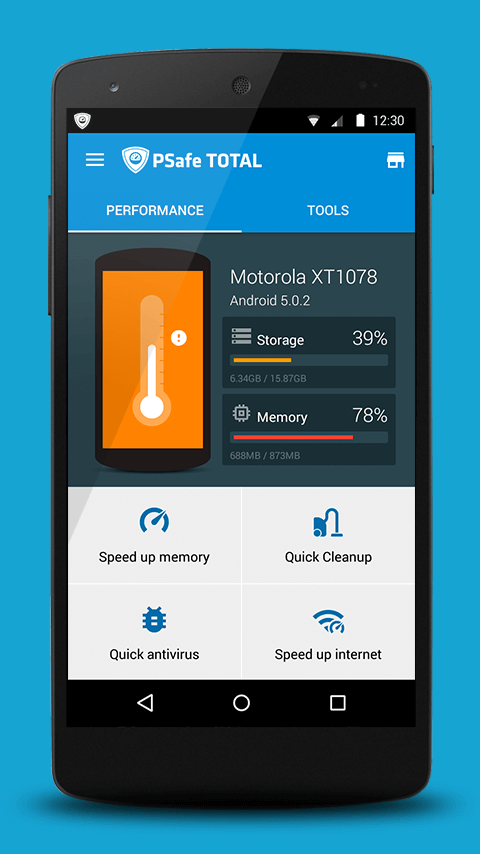 12:30
PSafe TOTAL
PERFORMANCE
TOOLS
Motorola XT1078
Android 5.0.2
Storage 39%
6.34GB / 15.87GB
Memory 78%
688MB / 873MB
Speed up memory
Quick Cleanup
Quick antivirus
Speed up internet